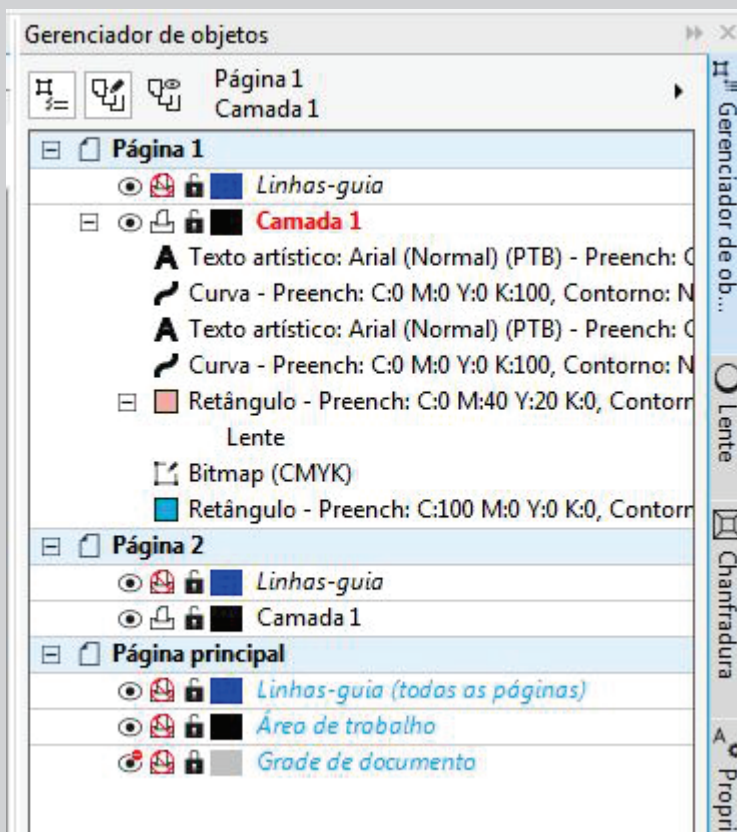 Gerenciador de objetos
Página 1
Camada 1
Página 1
Linhas-guia
Camada 1
A Texto artístico: Arial (Normal) (PTB) - Preench: C
Curva - Preench: C:0 M:0 Y:0 K:100, Contorno: N
A Texto artístico: Arial (Normal) (PTB) - Preench: C
Curva - Preench: C:0 M:0 Y:0 K:100, Contorno: N
Retângulo - Preench: C:0 M:40 Y:20 K:0, Contorn
Lente
Bitmap (CMYK)
Retângulo - Preench: C:100 M:0 Y:0 K:0, Contorn
Página 2
Linhas-guia
Camada 1
Página principal
Linhas-guia (todas as páginas)
Área de trabalho
Grade de documento
Gerenciador de ob...
Lente
Chanfradura
Propri